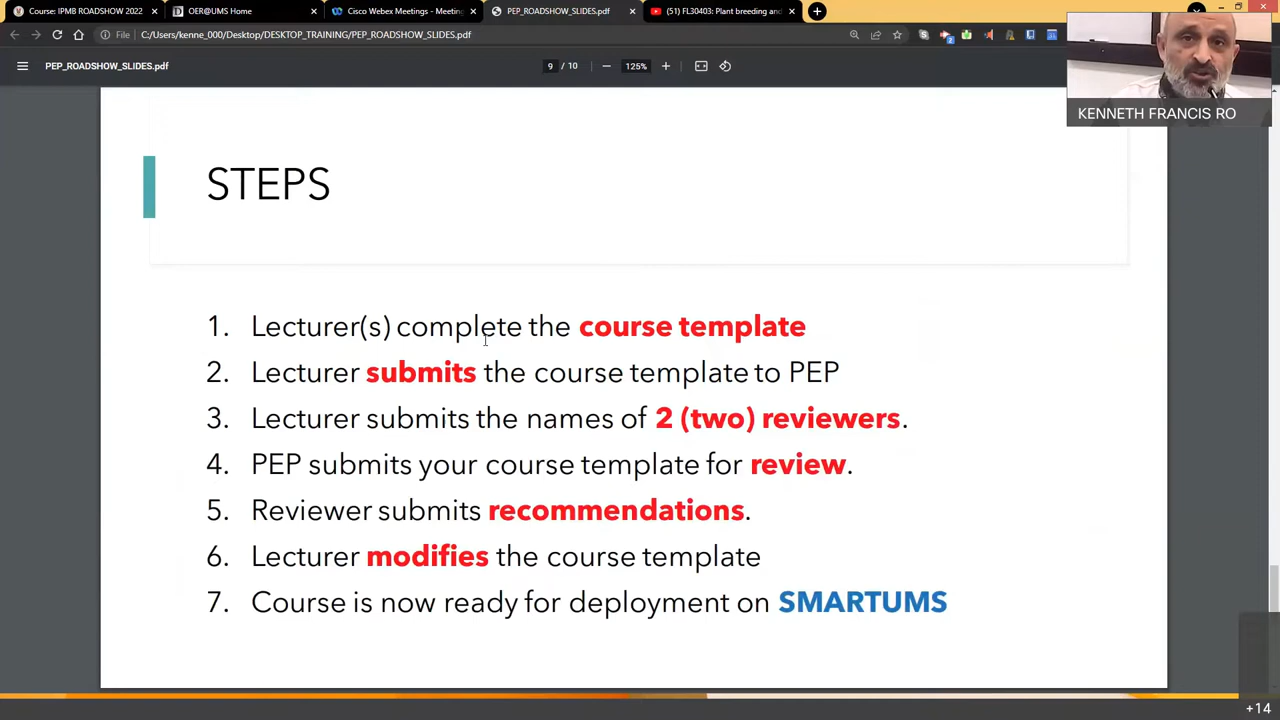 Course: IPMB ROADSHOW 2022
OER@UMS Home
Cisco Webex Meetings - Meeting
PEP_ROADSHOW_SLIDES.pdf
(51) FL30403: Plant breeding and
File
C:/Users/kenne_000/Desktop/DESKTOP_TRAINING/PEP_ROADSHOW_SLIDES.pdf
PEP_ROADSHOW_SLIDES.pdf
9 / 10
125%
KENNETH FRANCIS RO
STEPS
1. Lecturer(s) complete the course template
2. Lecturer submits the course template to PEP
3. Lecturer submits the names of 2 (two) reviewers.
4. PEP submits your course template for review.
5. Reviewer submits recommendations.
6. Lecturer modifies the course template
7. Course is now ready for deployment on SMARTUMS
+14